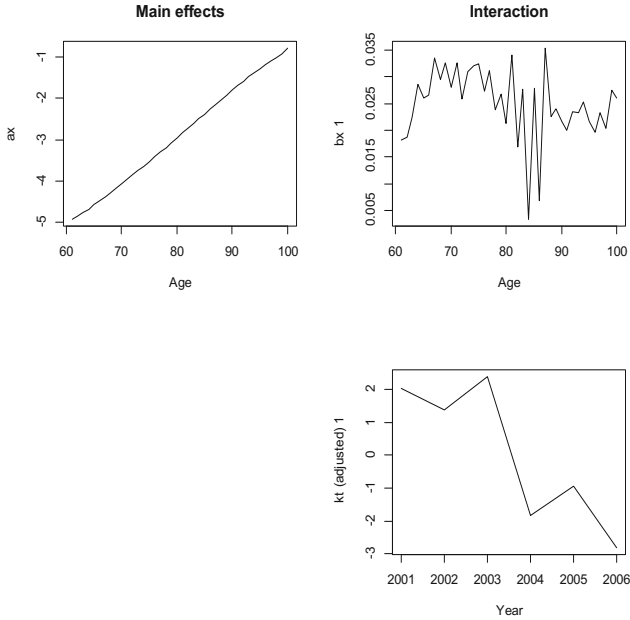 Main effects
Interaction
ax
-1
-2
-3
-4
-5
60 70 80 90 100
Age
bx 1
0.035
0.025
0.015
0.005
60 70 80 90 100
Age
kt (adjusted) 1
2
1
0
-1
-2
-3
2001 2002 2003 2004 2005 2006
Year